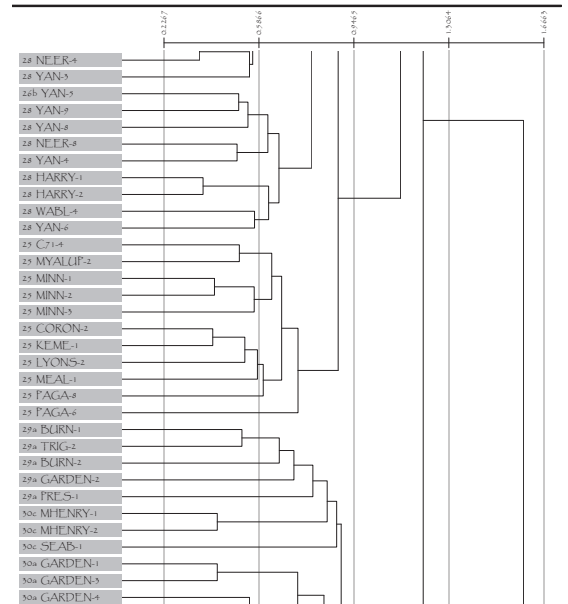 0.2267 0.5866 0.9465 1.3064 1.6663
28 NEER-4
28 YAN-3
26b YAN-5
28 YAN-9
28 YAN-8
28 NEER-8
28 YAN-4
28 HARRY-1
28 HARRY-2
28 WABL-4
28 YAN-6
25 C71-4
25 MYALUP-2
25 MINN-1
25 MINN-2
25 MINN-3
25 CORON-2
25 KEME-1
25 LYONS-2
25 MEAL-1
25 PAGA-8
25 PAGA-6
29a BURN-1
29a TRIG-2
29a BURN-2
29a GARDEN-2
29a PRES-1
30c MHENRY-1
30c MHENRY-2
30c SEAB-1
30a GARDEN-1
30a GARDEN-3
30a GARDEN-4